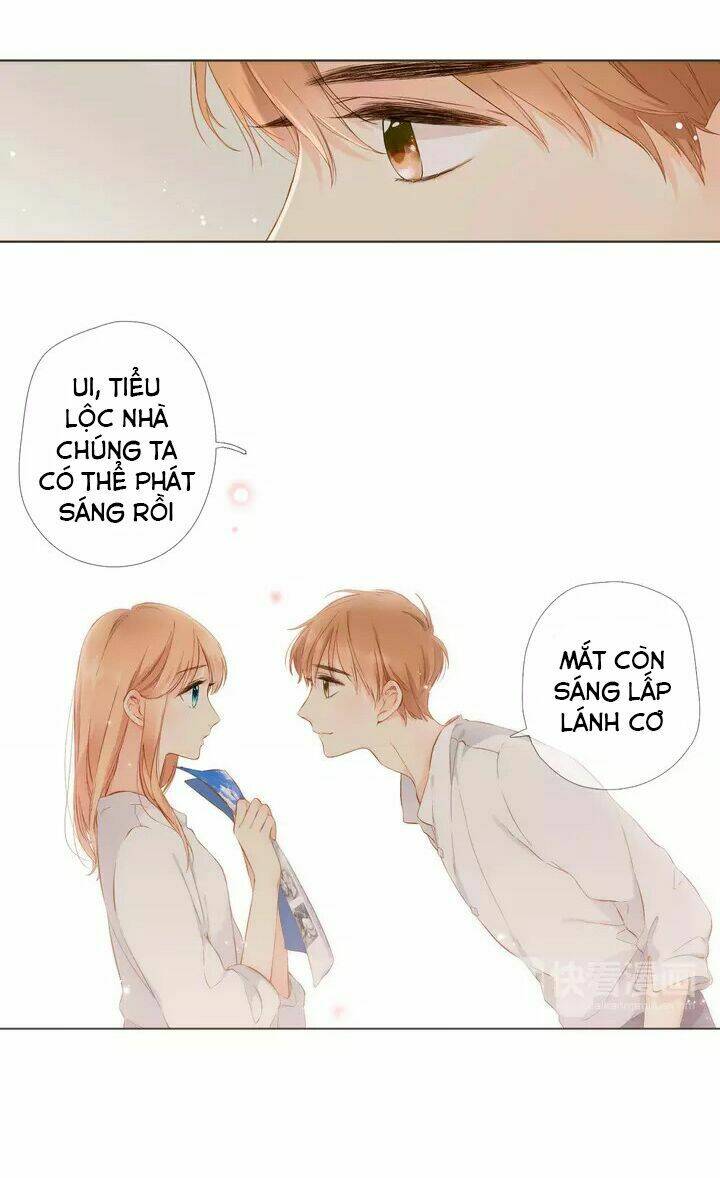 UI, TIỂU
LỘC NHÀ
CHÚNG TA
CÓ THỂ PHÁT
SÁNG RỒI
MẮT CÒN
SÁNG LẤP
LÁNH CƠ
快看漫画